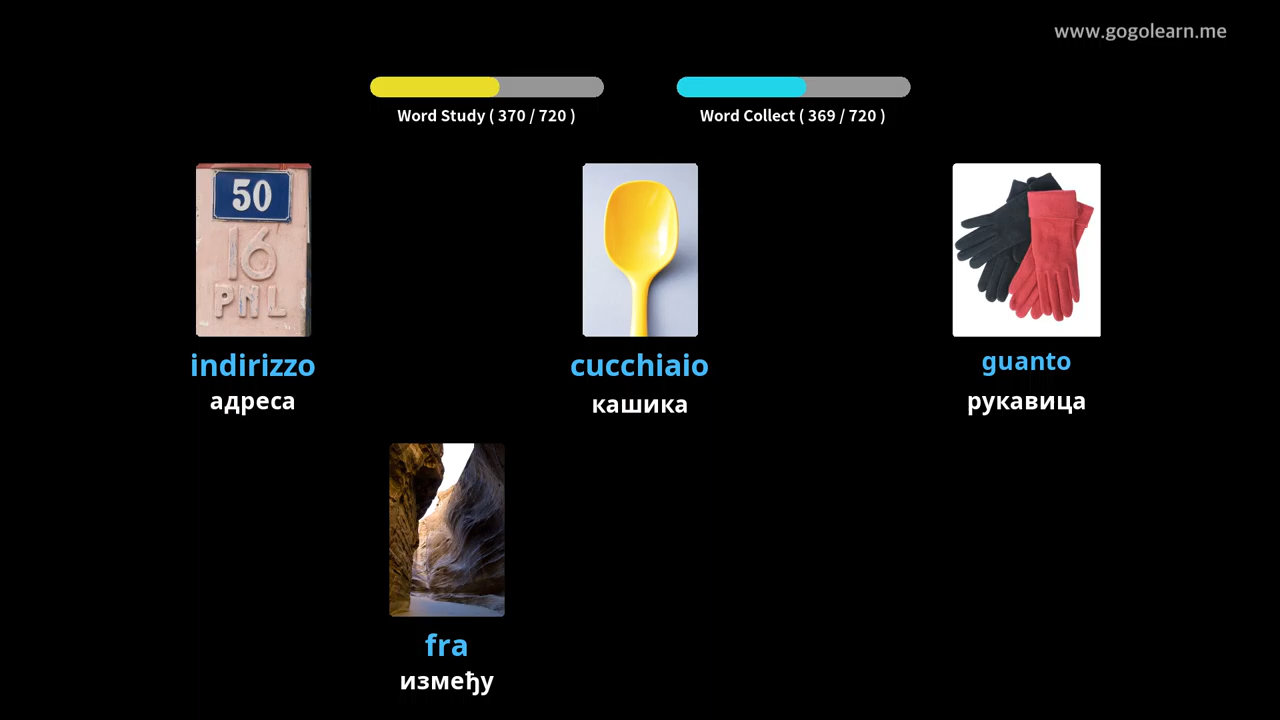 www.gogolearn.me
Word Study ( 370 / 720 )
Word Collect ( 369 / 720 )
50
16
PNL
indirizzo
адреса
cucchiaio
кашика
guanto
рукавица
fra
између